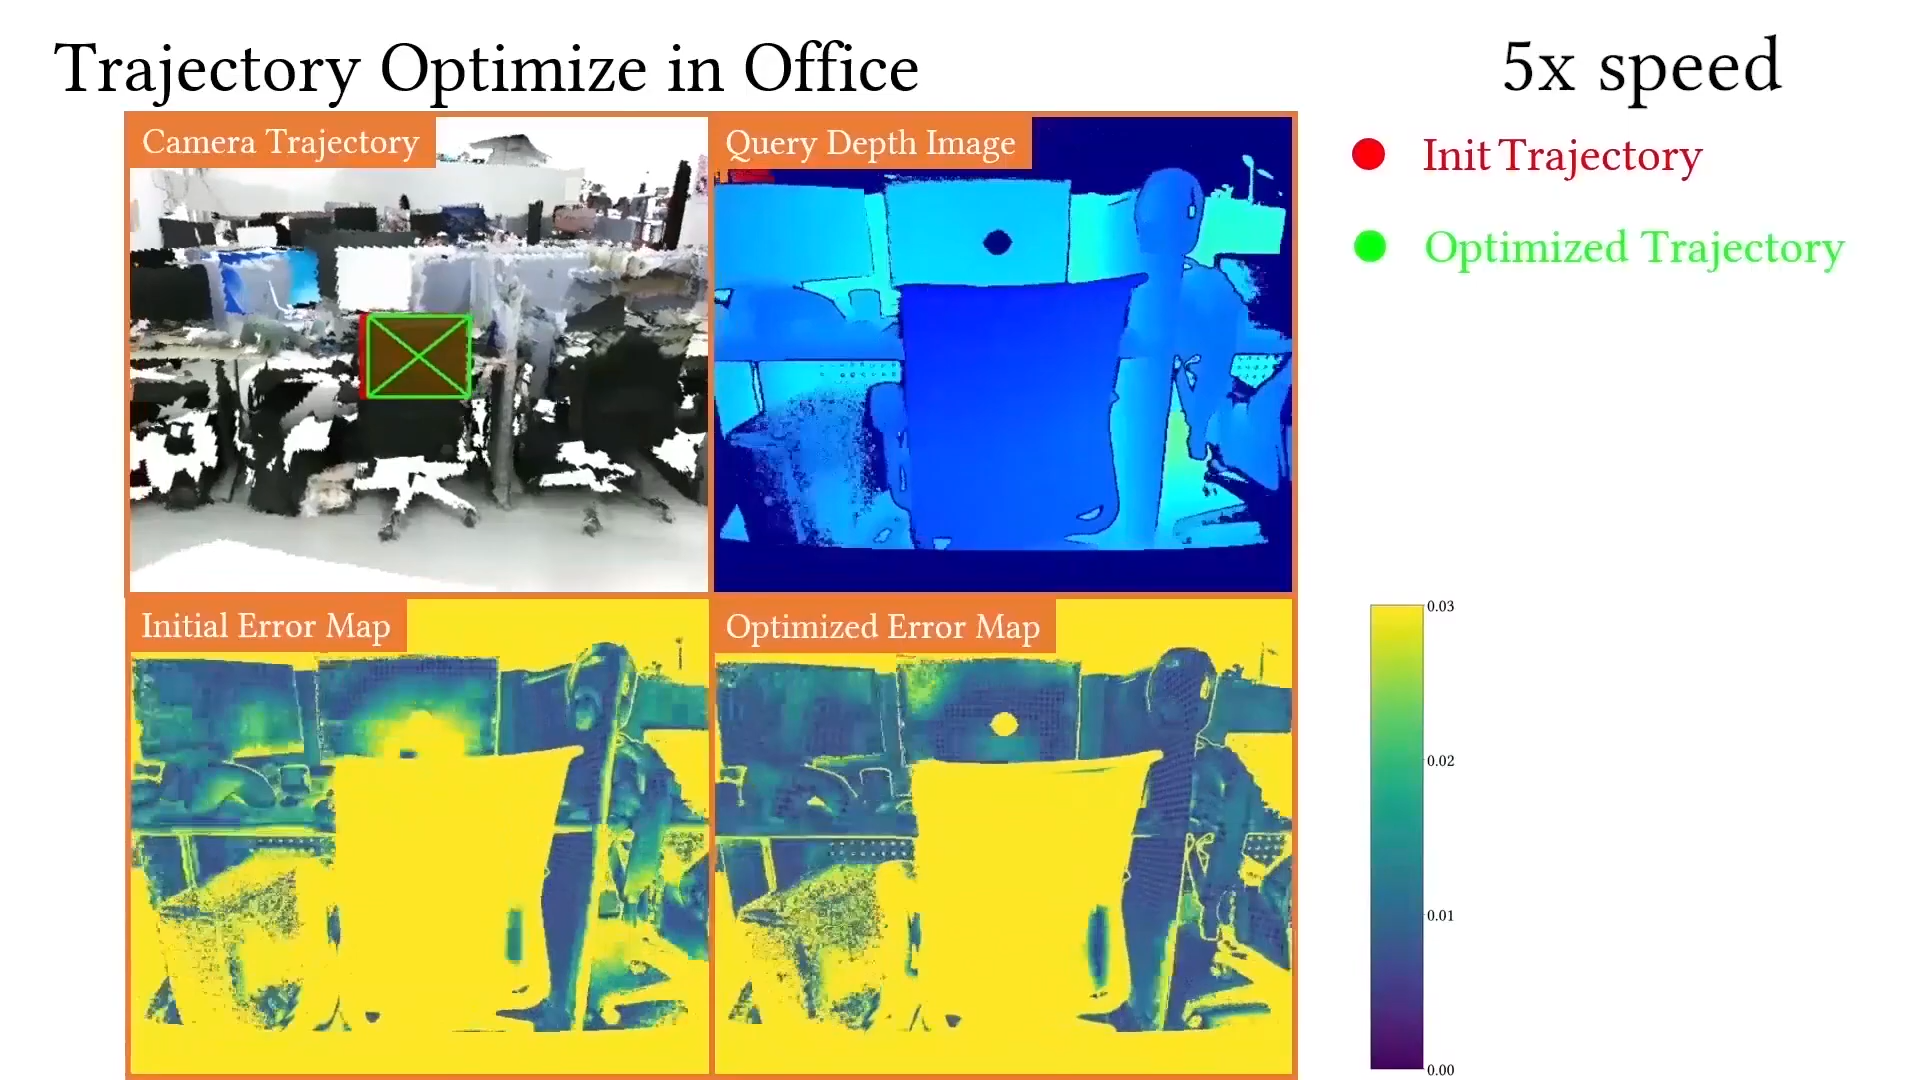 Trajectory Optimize in Office
5x speed
Camera Trajectory
Query Depth Image
Init Trajectory
Optimized Trajectory
Initial Error Map
Optimized Error Map
0.03
0.02
0.01
0.00